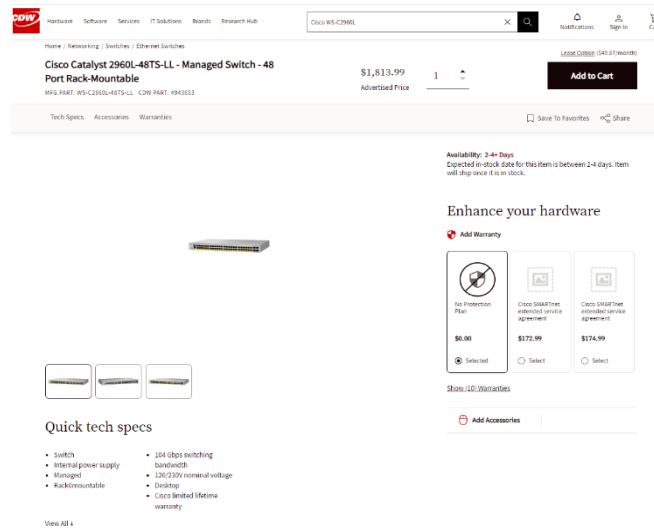 CDW
Hardware Software Services IT Solutions Brands Research Hub
Cisco WS-C2960L
Notifications
Sign In
Home / Networking / Switches / Ethernet Switches
Cisco Catalyst 2960L-48TS-LL - Managed Switch - 48
Port Rack-Mountable
MFG.PART: WS-C2960L-48TS-LL CDW PART: 4943653
$1,813.99
Advertised Price
1
Lease Option ($49.67/month)
Add to Cart
Tech Specs Accessories Warranties
Save To Favorites
Share
Availability: 2-4+ Days
Expected in-stock date for this item is between 2-4 days. Item
will ship once it is in stock.
Enhance your hardware
Add Warranty
No Protection
Plan
$0.00
Selected
Cisco SMARTnet
extended service
agreement
$172.99
Select
Cisco SMARTnet
extended service
agreement
$174.99
Select
Show (10) Warranties
Add Accessories
Quick tech specs
Switch
Internal power supply
Managed
Rack0mountable
104 Gbps switching
bandwidth
120/230V nominal voltage
Desktop
Cisco limited lifetime
warranty
View All